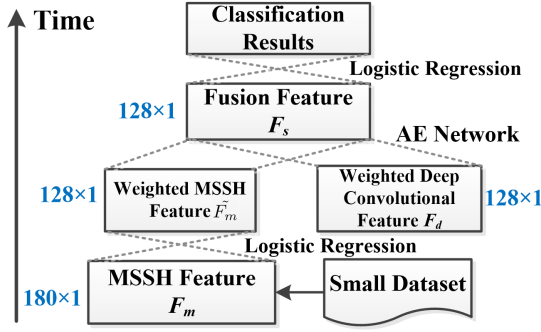 Time
Classification
Results
Logistic Regression
128×1
Fusion Feature
Fs
AE Network
128×1
Weighted MSSH
Feature F̃m
Weighted Deep
Convolutional
Feature Fd
128×1
Logistic Regression
180×1
MSSH Feature
Fm
Small Dataset